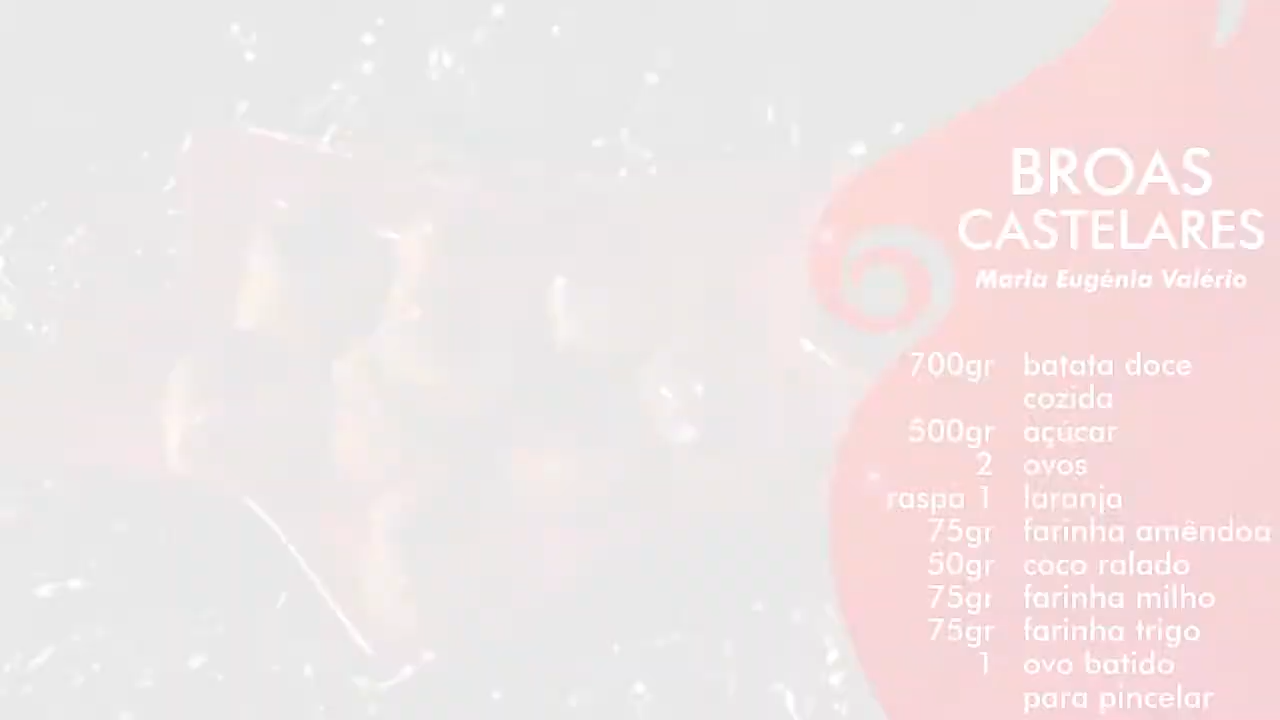 BROAS
CASTELARES
Maria Eugénia Valério
700gr batata doce
cozida
500gr açúcar
2 ovos
raspa 1 laranja
75gr farinha amêndoa
50gr coco ralado
75gr farinha milho
75gr farinha trigo
1 ovo batido
para pincelar